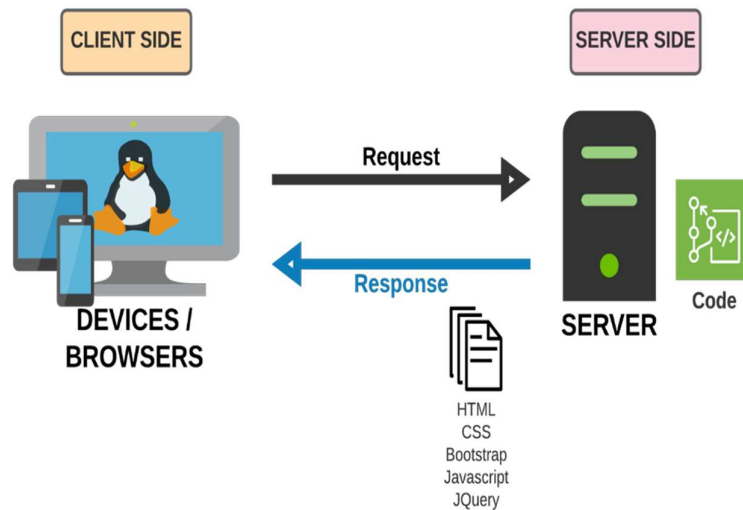 CLIENT SIDE
SERVER SIDE
Request
Response
</>
Code
DEVICES /
BROWSERS
SERVER
HTML
CSS
Bootstrap
Javascript
JQuery